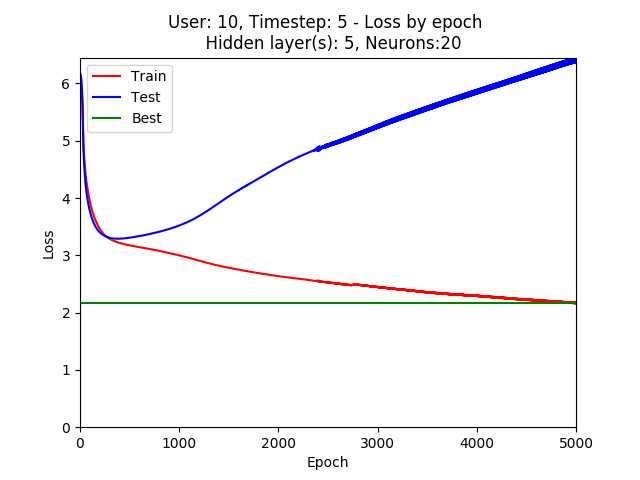 User: 10, Timestep: 5 - Loss by epoch
Hidden layer(s): 5, Neurons:20
Train
Test
Best
6
5
4
3
2
1
0
Loss
0 1000 2000 3000 4000 5000
Epoch